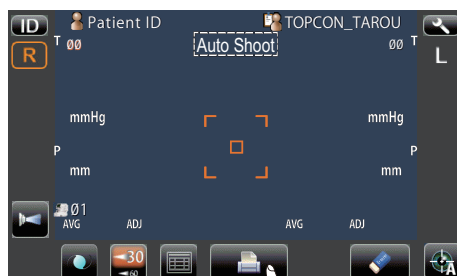 ID Patient ID TOPCON_TAROU
R T 00 Auto Shoot 00 T L
mmHg mmHg
P P
mm mm
01
AVG ADJ AVG ADJ
30
60
A